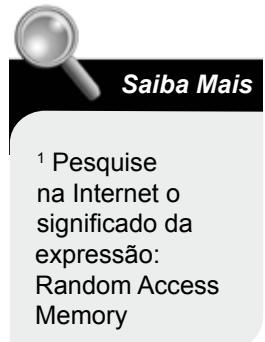 Saiba Mais
¹ Pesquise
na Internet o
significado da
expressão:
Random Access
Memory